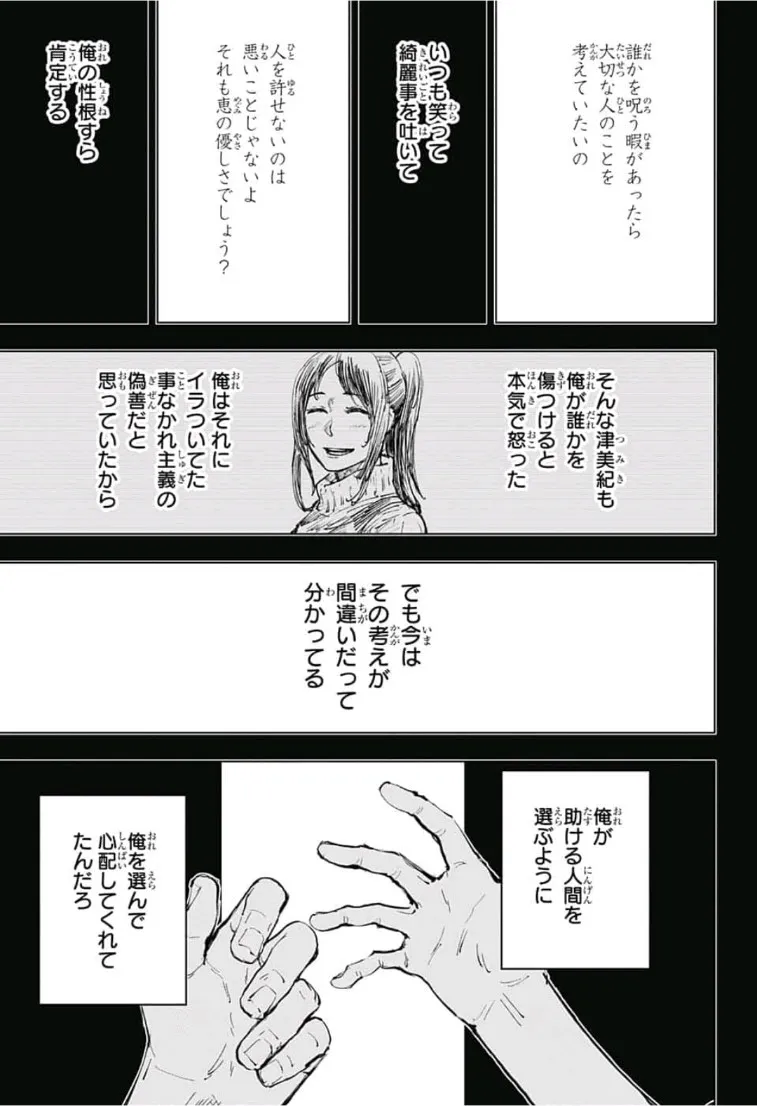 誰かを呪う暇があったら
大切な人のことを
考えていたいの
いつも笑って
綺麗事を吐いて
人を許せないのは
悪いことじゃないよ
それも恵の優しさでしょう？
俺の性根すら
肯定する
そんな津美紀も
俺が誰かを
傷つけると
本気で怒った
俺はそれに
イラついてた
事なかれ主義の
偽善だと
思っていたから
でも今は
その考えが
間違いだって
分かってる
俺が
助ける人間を
選ぶように
俺を選んで
心配してくれて
たんだろ